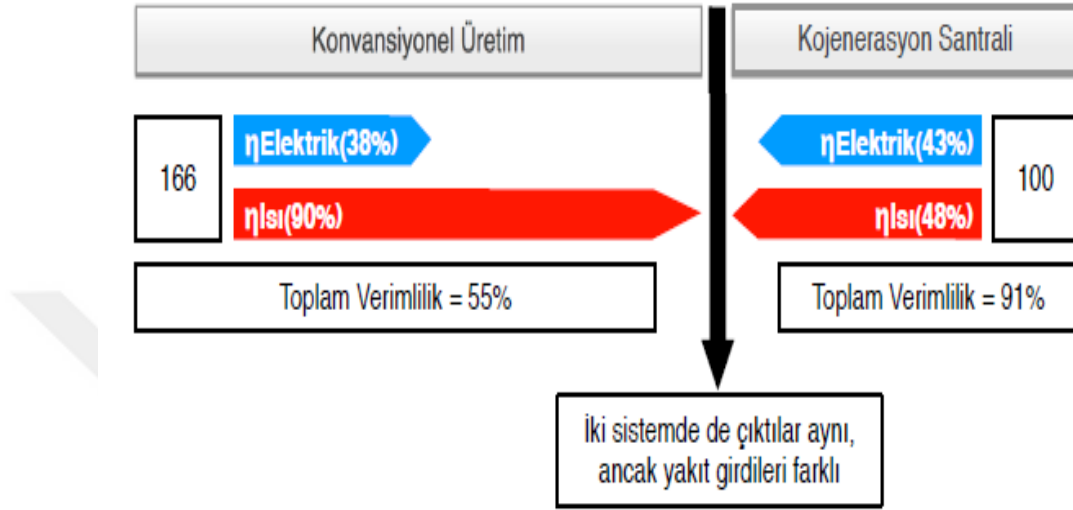 Konvansiyonel Üretim
Kojenerasyon Santrali
166
ηElektrik(38%)
ηIsı(90%)
ηElektrik(43%)
ηIsı(48%)
100
Toplam Verimlilik = 55%
Toplam Verimlilik = 91%
İki sistemde de çıktılar aynı,
ancak yakıt girdileri farklı